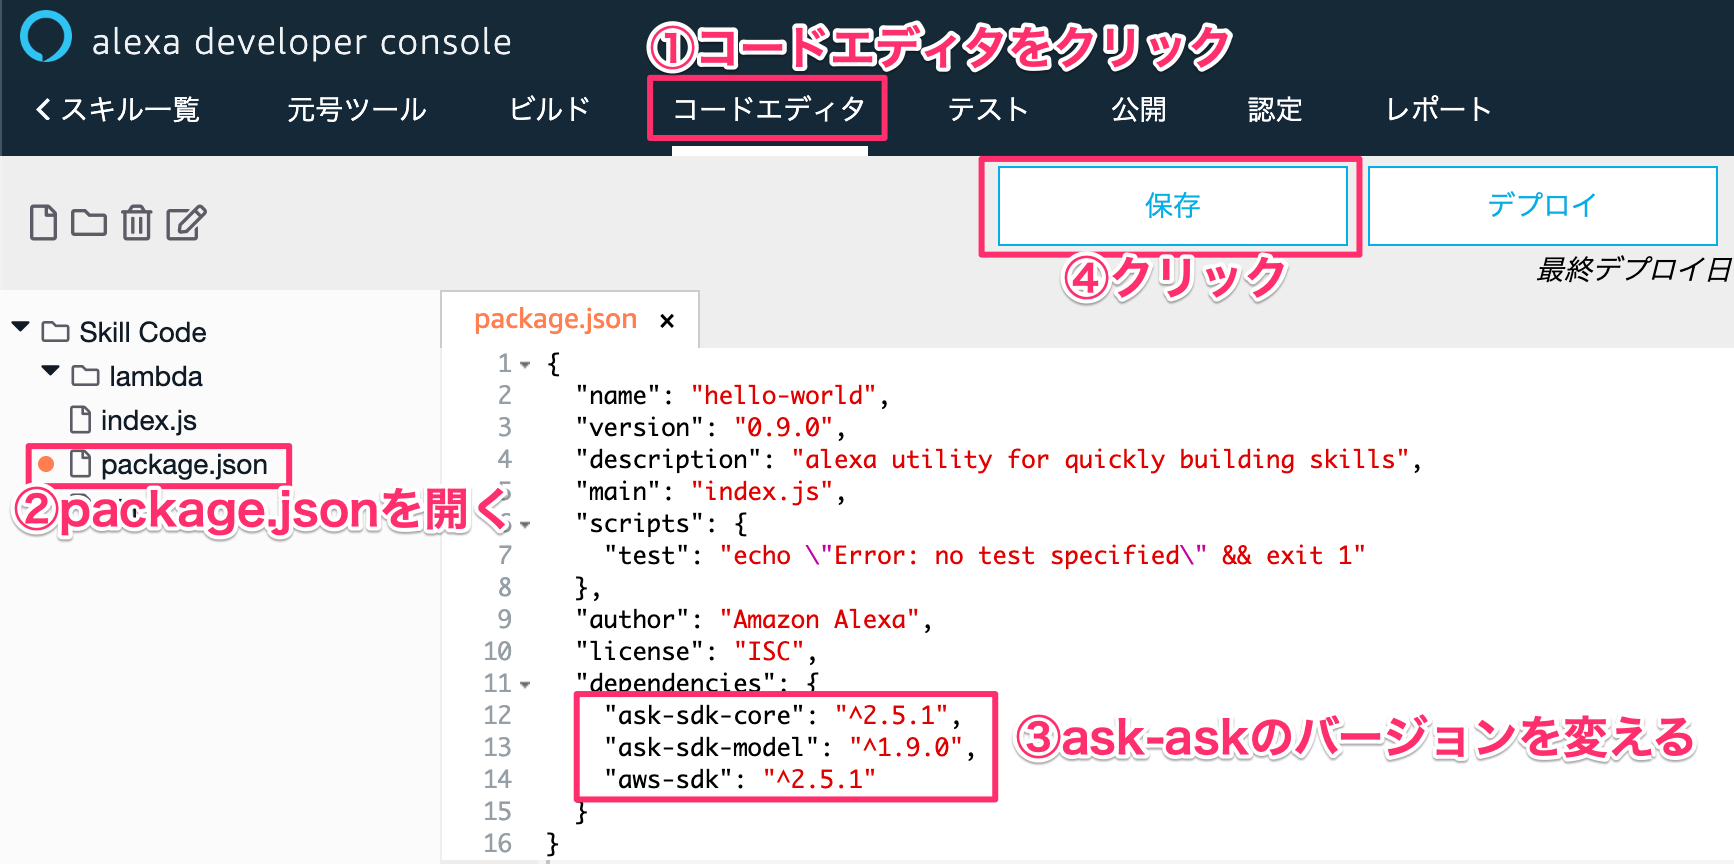 alexa developer console
①コードエディタをクリック
スキル一覧 元号ツール ビルド コードエディタ テスト 公開 認定 レポート
保存 デプロイ
④クリック
最終デプロイ日
Skill Code
lambda
index.js
package.json
②package.jsonを開く
package.json ×
1 {
2 "name": "hello-world",
3 "version": "0.9.0",
4 "description": "alexa utility for quickly building skills",
5 "main": "index.js",
6 "scripts": {
7 "test": "echo \"Error: no test specified\" && exit 1"
8 },
9 "author": "Amazon Alexa",
10 "license": "ISC",
11 "dependencies": {
12 "ask-sdk-core": "^2.5.1",
13 "ask-sdk-model": "^1.9.0",
14 "aws-sdk": "^2.5.1"
15 }
16 }
③ask-askのバージョンを変える